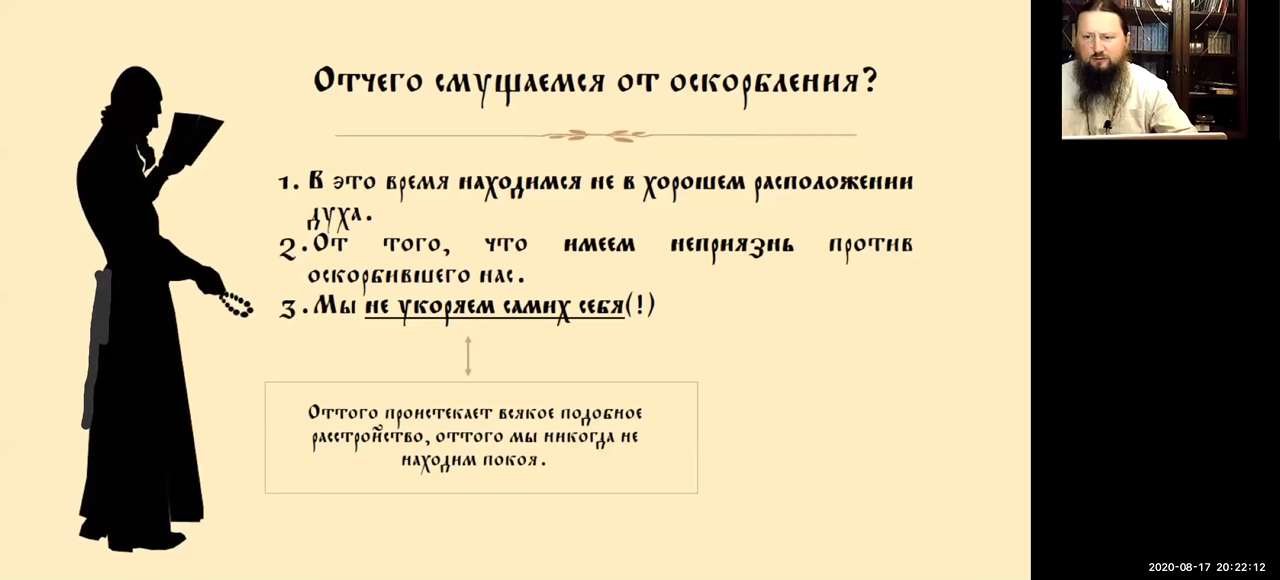 Отчего смущаемся от оскорбления?
1. В это время находимся не в хорошем расположении
духа.
2. От того, что имеем неприязнь против
оскорбившего нас.
3. Мы не укоряем самих себя(!)
Оттого проистекает всякое подобное
расстройство, оттого мы никогда не
находим покоя.
2020-08-17 20:22:12